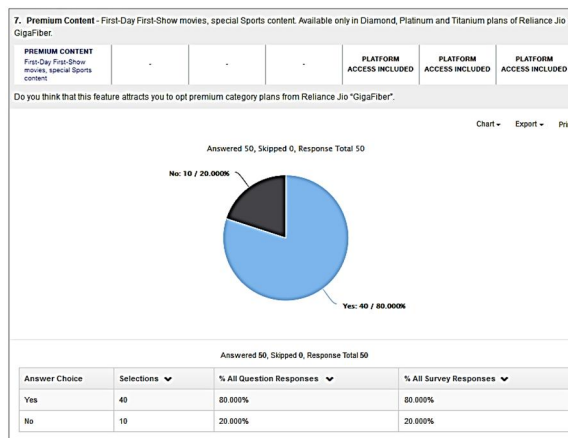 7. Premium Content - First-Day First-Show movies, special Sports content. Available only in Diamond, Platinum and Titanium plans of Reliance Jio
GigaFiber.
PREMIUM CONTENT
First-Day First-Show
movies, special Sports
content
-
-
-
PLATFORM
ACCESS INCLUDED
PLATFORM
ACCESS INCLUDED
PLATFORM
ACCESS INCLUDED
Do you think that this feature attracts you to opt premium category plans from Reliance Jio "GigaFiber".
Chart Export Pri
Answered 50, Skipped 0, Response Total 50
No: 10 / 20.000%
Yes: 40 / 80.000%
Answered 50, Skipped 0, Response Total 50
Answer Choice Selections % All Question Responses % All Survey Responses
Yes 40 80.000% 80.000%
No 10 20.000% 20.000%